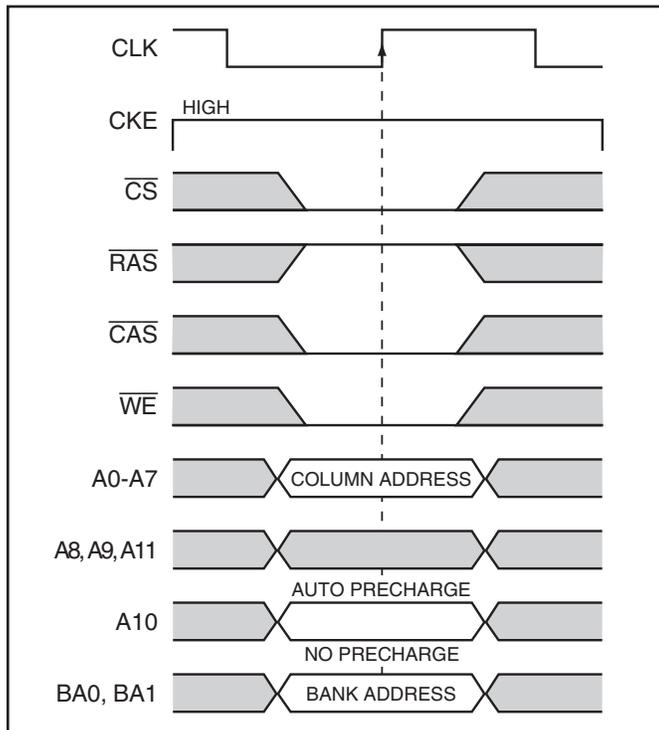 CLK
CKE HIGH
CS
RAS
CAS
WE
A0-A7 COLUMN ADDRESS
A8, A9, A11
AUTO PRECHARGE
A10
NO PRECHARGE
BA0, BA1 BANK ADDRESS